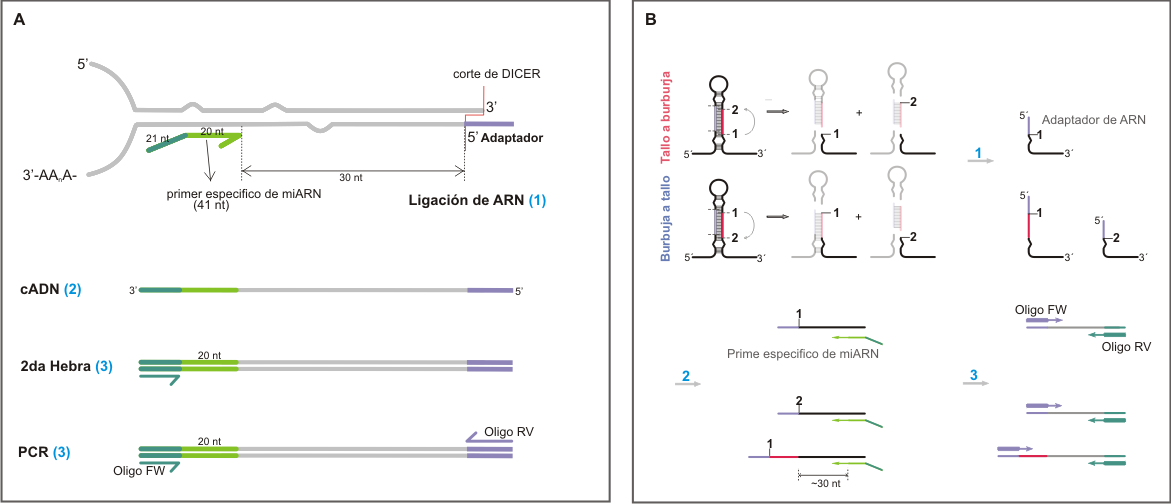 A
5’
corte de DICER
3’
20 nt
21 nt
5’ Adaptador
3’-AAnA-
30 nt
primer especifico de miARN
(41 nt)
Ligación de ARN (1)
cADN (2)
3’
5’
20 nt
2da Hebra (3)
20 nt
Oligo RV
PCR (3)
Oligo FW
B
Tallo a burburja
2
1
5´
3´
+
1
2
1
Adaptador de ARN
5´
1
3´
Burbuja a tallo
1
2
5´
3´
+
1
2
5´
1
3´
5´
2
3´
1
Prime especifico de miARN
Oligo FW
Oligo RV
2
3
2
1
~30 nt